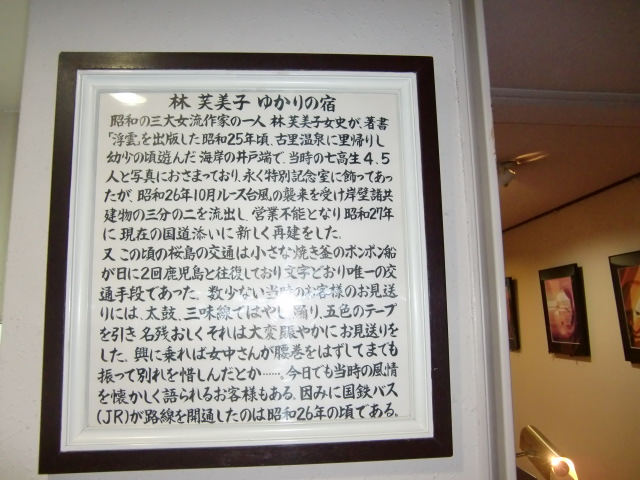 林 芙美子 ゆかりの宿
昭和の三大女流作家の一人 林 芙美子女史が、著書
「浮雲」を出版した昭和25年頃、古里温泉に里帰りし
幼少の頃遊んだ 海岸の井戸端で、当時の七高生 4.5
人と写真におさまっており、永く特別記念室に飾ってあっ
たが、昭和26年10月ルース台風の襲来を受け岸壁諸共
建物の三分の二を流出し、営業不能となり 昭和27年
に 現在の国道添いに新しく再建をした。
又 この頃の桜島の交通は小さな焼き釜のポンポン船
が日に2回鹿児島と往復しており文字どおり唯一の交
通手段であった。数少ない当時のお客様のお見送
りには、太鼓、三味線ではやし、踊り、五色のテープ
を引き 名残おしくそれは大変賑やかにお見送りを
した。興に乗れば女中さんが腰巻をはずしてまでも
振って別れを惜しんだとか……。今日でも当時の風情
を懐かしく語られるお客様もある。因みに国鉄バス
(JR)が路線を開通したのは昭和26年の頃である。